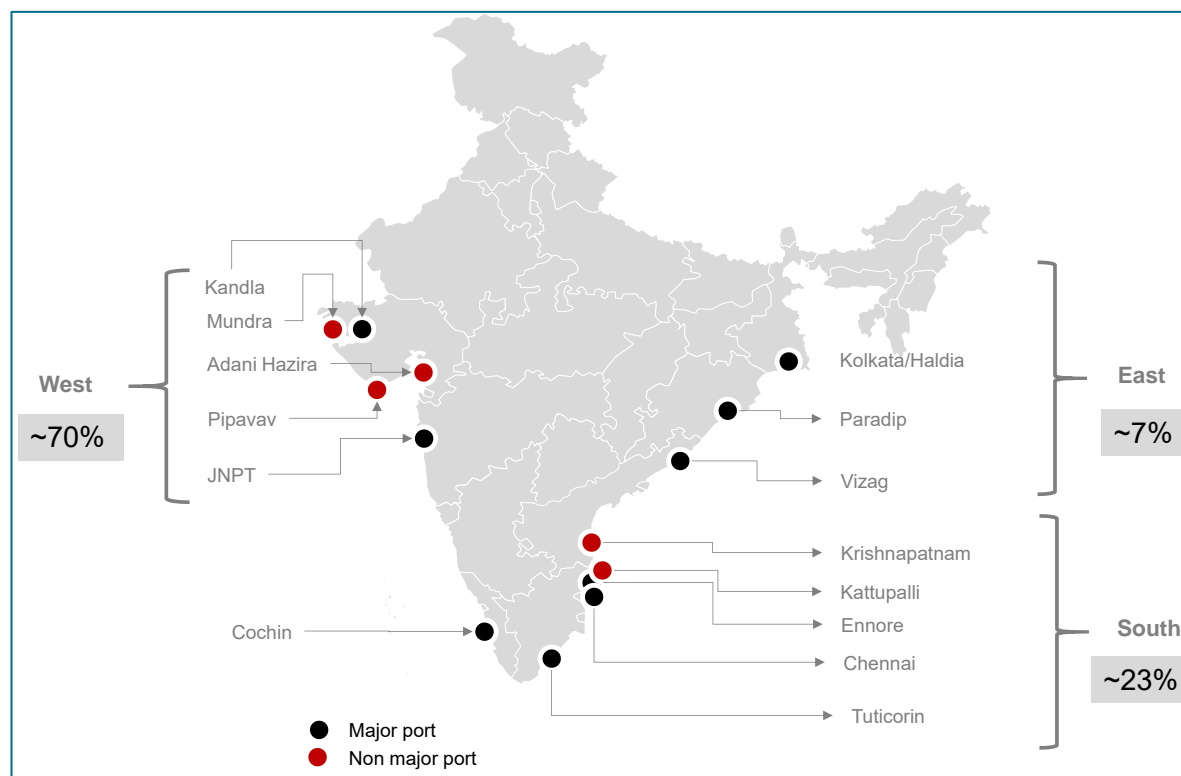 Kandla
Mundra
Adani Hazira
West
Pipavav
~70%
JNPT
Cochin
Kolkata/Haldia
East
Paradip
~7%
Vizag
Krishnapatnam
Kattupalli
Ennore
South
Chennai
~23%
Tuticorin
Major port
Non major port